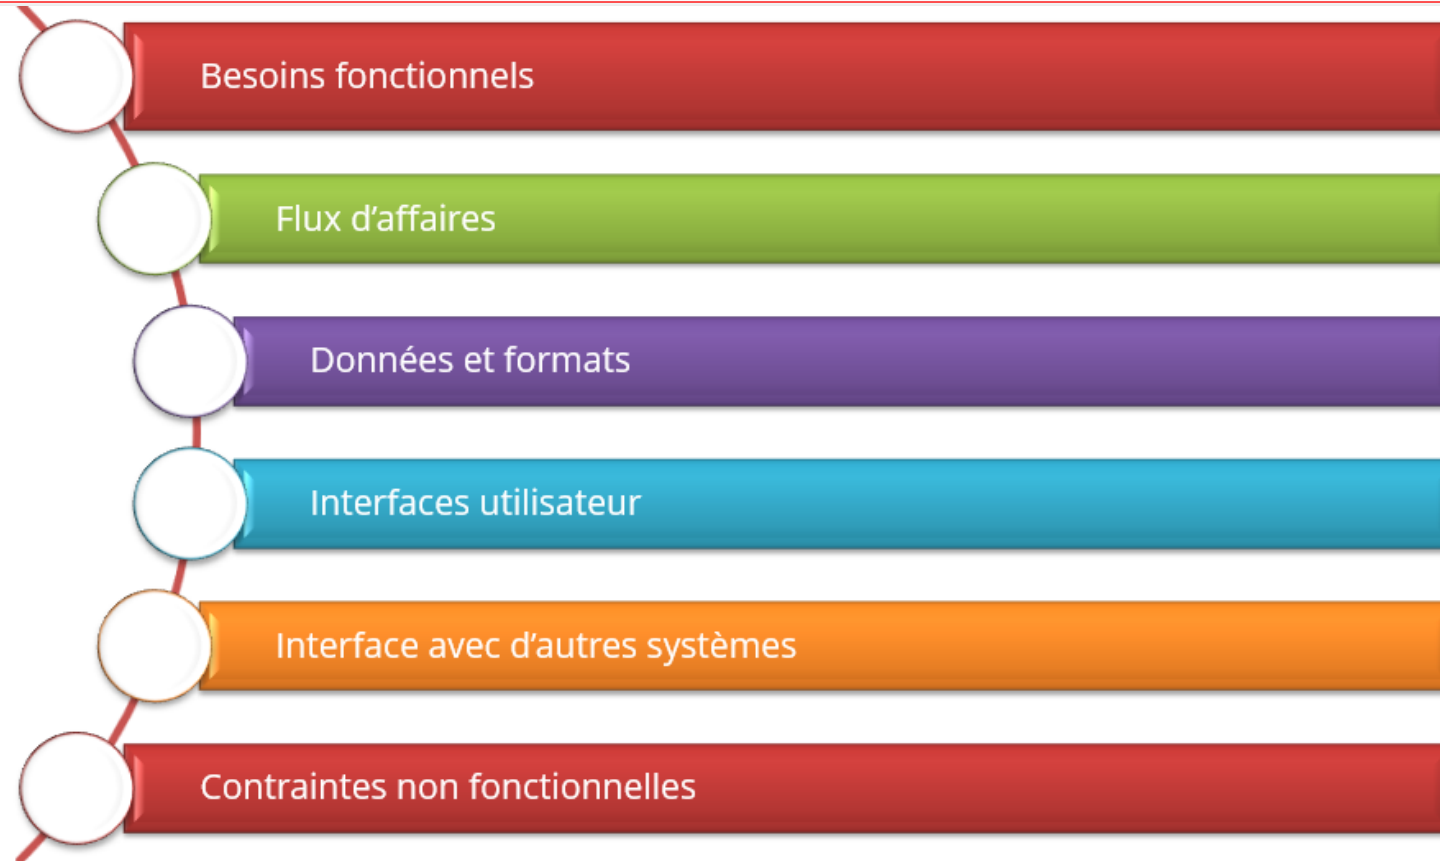 Besoins fonctionnels
Flux d’affaires
Données et formats
Interfaces utilisateur
Interface avec d’autres systèmes
Contraintes non fonctionnelles